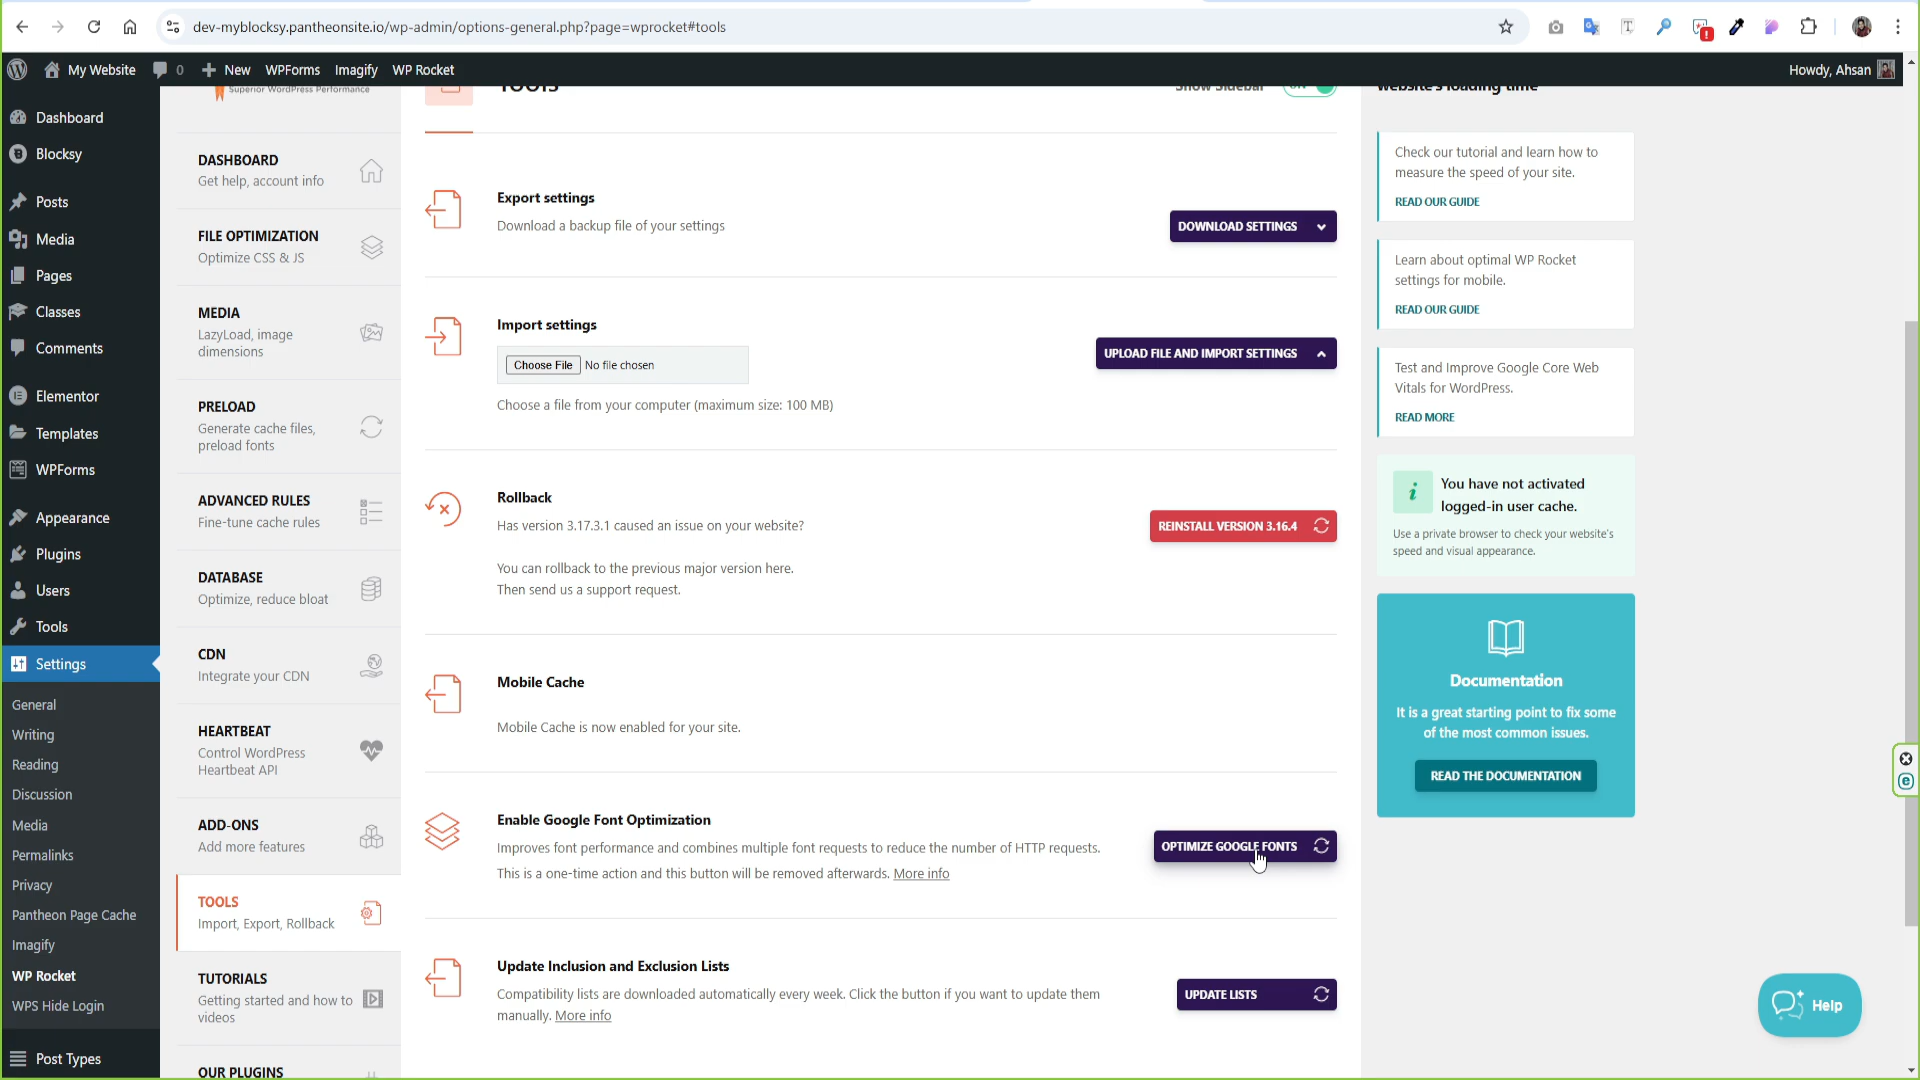 dev-myblocksy.pantheonsite.io/wp-admin/options-general.php?page=wprocket#tools
My Website
0
New
WPForms
Imagify
WP Rocket
Howdy, Ahsan
Dashboard
Blocksy
Posts
Media
Pages
Classes
Comments
Elementor
Templates
WPForms
Appearance
Plugins
Users
Tools
Settings
General
Writing
Reading
Discussion
Media
Permalinks
Privacy
Pantheon Page Cache
Imagify
WP Rocket
WPS Hide Login
Post Types
Superior WordPress Performance
DASHBOARD
Get help, account info
FILE OPTIMIZATION
Optimize CSS & JS
MEDIA
LazyLoad, image
dimensions
PRELOAD
Generate cache files,
preload fonts
ADVANCED RULES
Fine-tune cache rules
DATABASE
Optimize, reduce bloat
CDN
Integrate your CDN
HEARTBEAT
Control WordPress
Heartbeat API
ADD-ONS
Add more features
TOOLS
Import, Export, Rollback
TUTORIALS
Getting started and how to
videos
OUR PLUGINS
TOOLS
Show Sidebar
ON
Export settings
Download a backup file of your settings
DOWNLOAD SETTINGS
Import settings
Choose File No file chosen
UPLOAD FILE AND IMPORT SETTINGS
Choose a file from your computer (maximum size: 100 MB)
Rollback
Has version 3.17.3.1 caused an issue on your website?
REINSTALL VERSION 3.16.4
You can rollback to the previous major version here.
Then send us a support request.
Mobile Cache
Mobile Cache is now enabled for your site.
Enable Google Font Optimization
Improves font performance and combines multiple font requests to reduce the number of HTTP requests.
This is a one-time action and this button will be removed afterwards. More info
OPTIMIZE GOOGLE FONTS
Update Inclusion and Exclusion Lists
Compatibility lists are downloaded automatically every week. Click the button if you want to update them
manually. More info
UPDATE LISTS
website's loading time
Check our tutorial and learn how to
measure the speed of your site.
READ OUR GUIDE
Learn about optimal WP Rocket
settings for mobile.
READ OUR GUIDE
Test and Improve Google Core Web
Vitals for WordPress.
READ MORE
You have not activated
logged-in user cache.
Use a private browser to check your website's
speed and visual appearance.
Documentation
It is a great starting point to fix some
of the most common issues.
READ THE DOCUMENTATION
Help